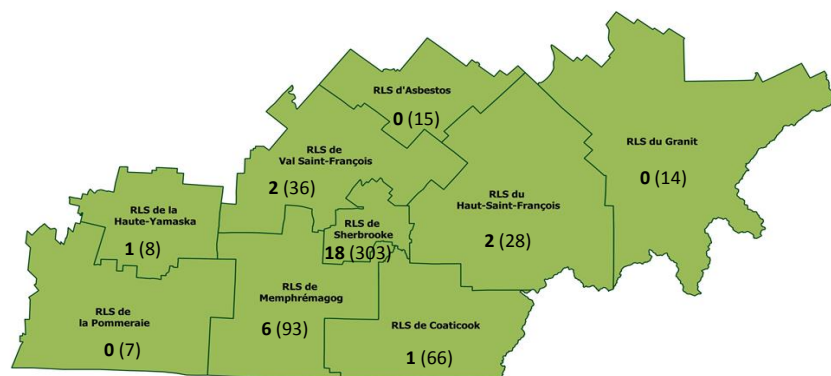 RLS d'Asbestos
0 (15)
RLS du Granit
0 (14)
RLS de
Val Saint-François
2 (36)
RLS du
Haut-Saint-François
2 (28)
RLS de la
Haute-Yamaska
1 (8)
RLS de
Sherbrooke
18 (303)
RLS de
Memphrémagog
6 (93)
RLS de
la Pommeraie
0 (7)
RLS de Coaticook
1 (66)